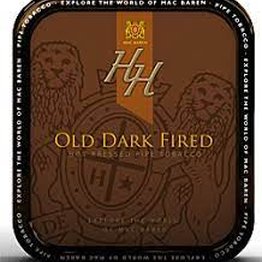 EXPLORE THE WORLD OF MAC BAREN • PIPE TOBACCO •
MAC BAREN
HH
OLD DARK FIRED
HOT PRESSED PIPE TOBACCO
EXPLORE THE WORLD
OF MAC BAREN